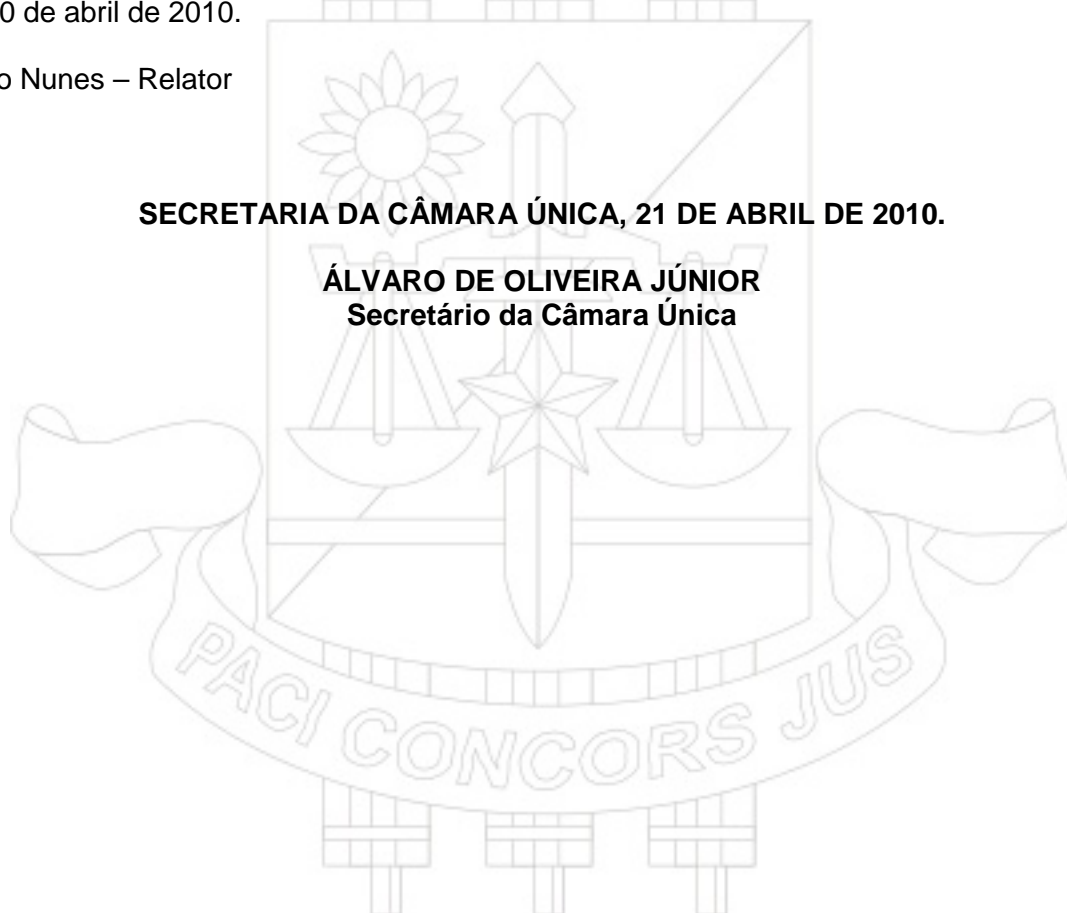 0 de abril de 2010.
o Nunes – Relator
SECRETARIA DA CÂMARA ÚNICA, 21 DE ABRIL DE 2010.
ÁLVARO DE OLIVEIRA JÚNIOR
Secretário da Câmara Única
PACI CONCORS JUS